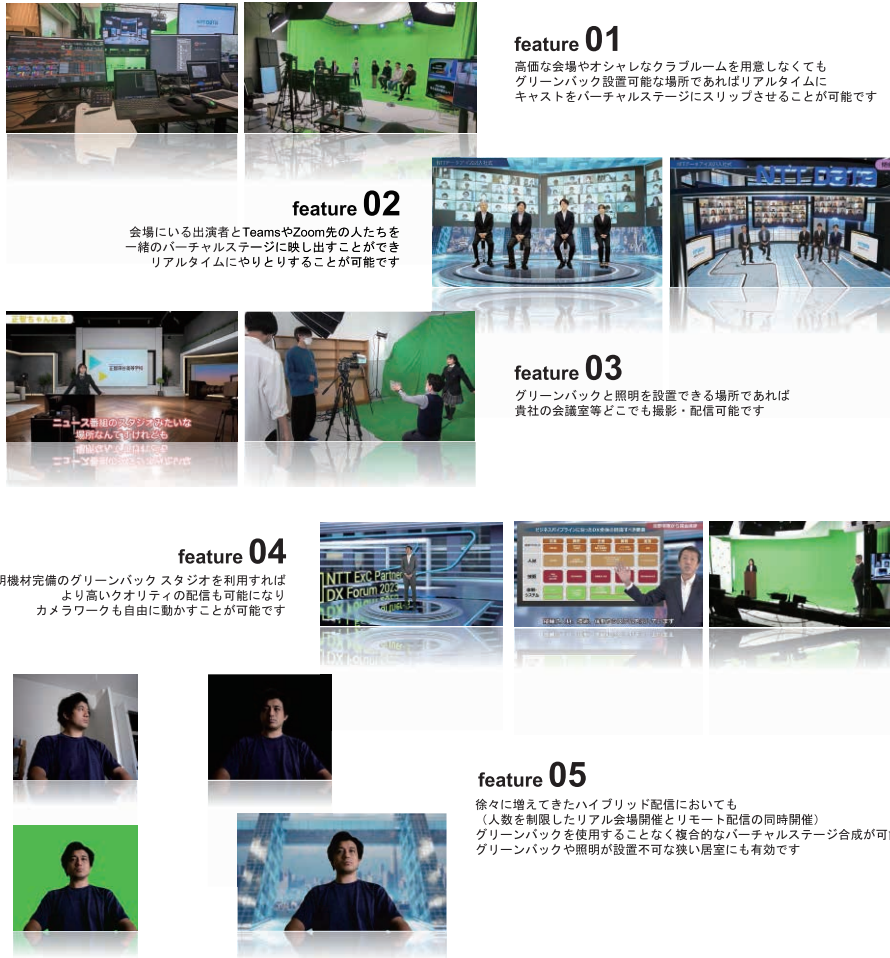 feature 01
高価な会場やオシャレなクラブルームを用意しなくても
グリーンバック設置可能な場所であればリアルタイムに
キャストをバーチャルステージにスリップさせることが可能です
NTT Data
feature 02
会場にいる出演者とTeamsやZoom先の人たちを
一緒のバーチャルステージに映し出すことができ
リアルタイムにやりとりすることが可能です
ニュース番組のスタジオみたいな
場所なんですけれども
feature 03
グリーンバックと照明を設置できる場所であれば
貴社の会議室等どこでも撮影・配信可能です
feature 04
明機材完備のグリーンバック スタジオを利用すれば
より高いクオリティの配信も可能になり
カメラワークも自由に動かすことが可能です
NTT ExC Partner
DX Forum 2023
人材
feature 05
徐々に増えてきたハイブリッド配信においても
（人数を制限したリアル会場開催とリモート配信の同時開催）
グリーンバックを使用することなく複合的なバーチャルステージ合成が可
グリーンバックや照明が設置不可な狭い居室にも有効です